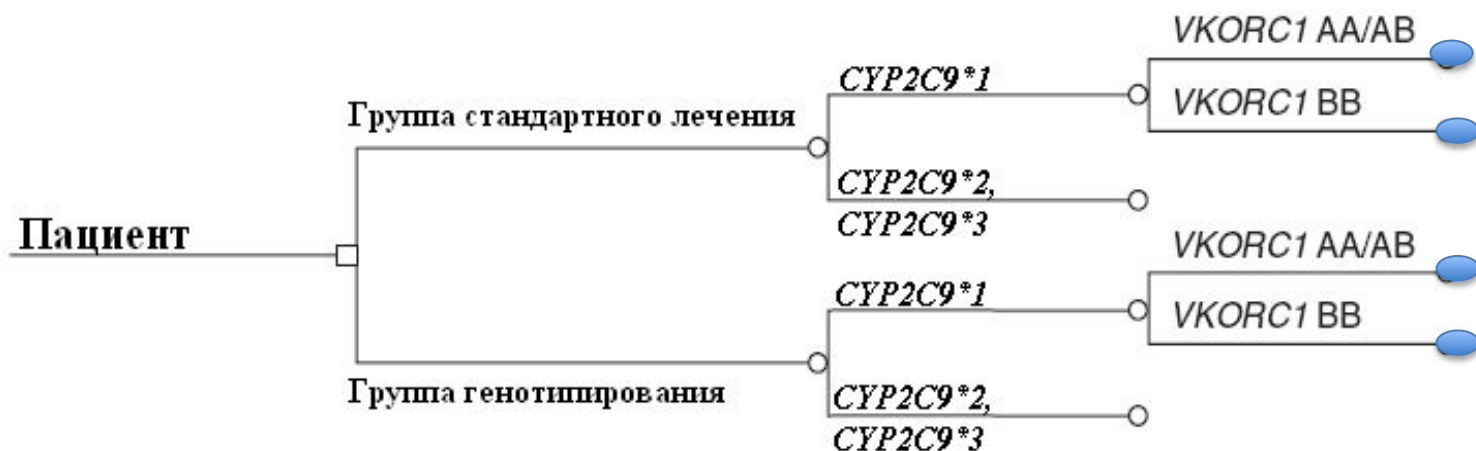 VKORC1 AA/AB
CYP2C9*1
VKORC1 BB
Группа стандартного лечения
CYP2C9*2,
CYP2C9*3
Пациент
VKORC1 AA/AB
CYP2C9*1
VKORC1 BB
Группа генотипирования
CYP2C9*2,
CYP2C9*3